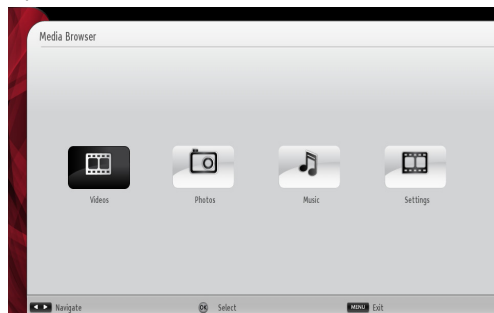 Media Browser
Videos Photos Music Settings
Navigate OK Select MENU Exit